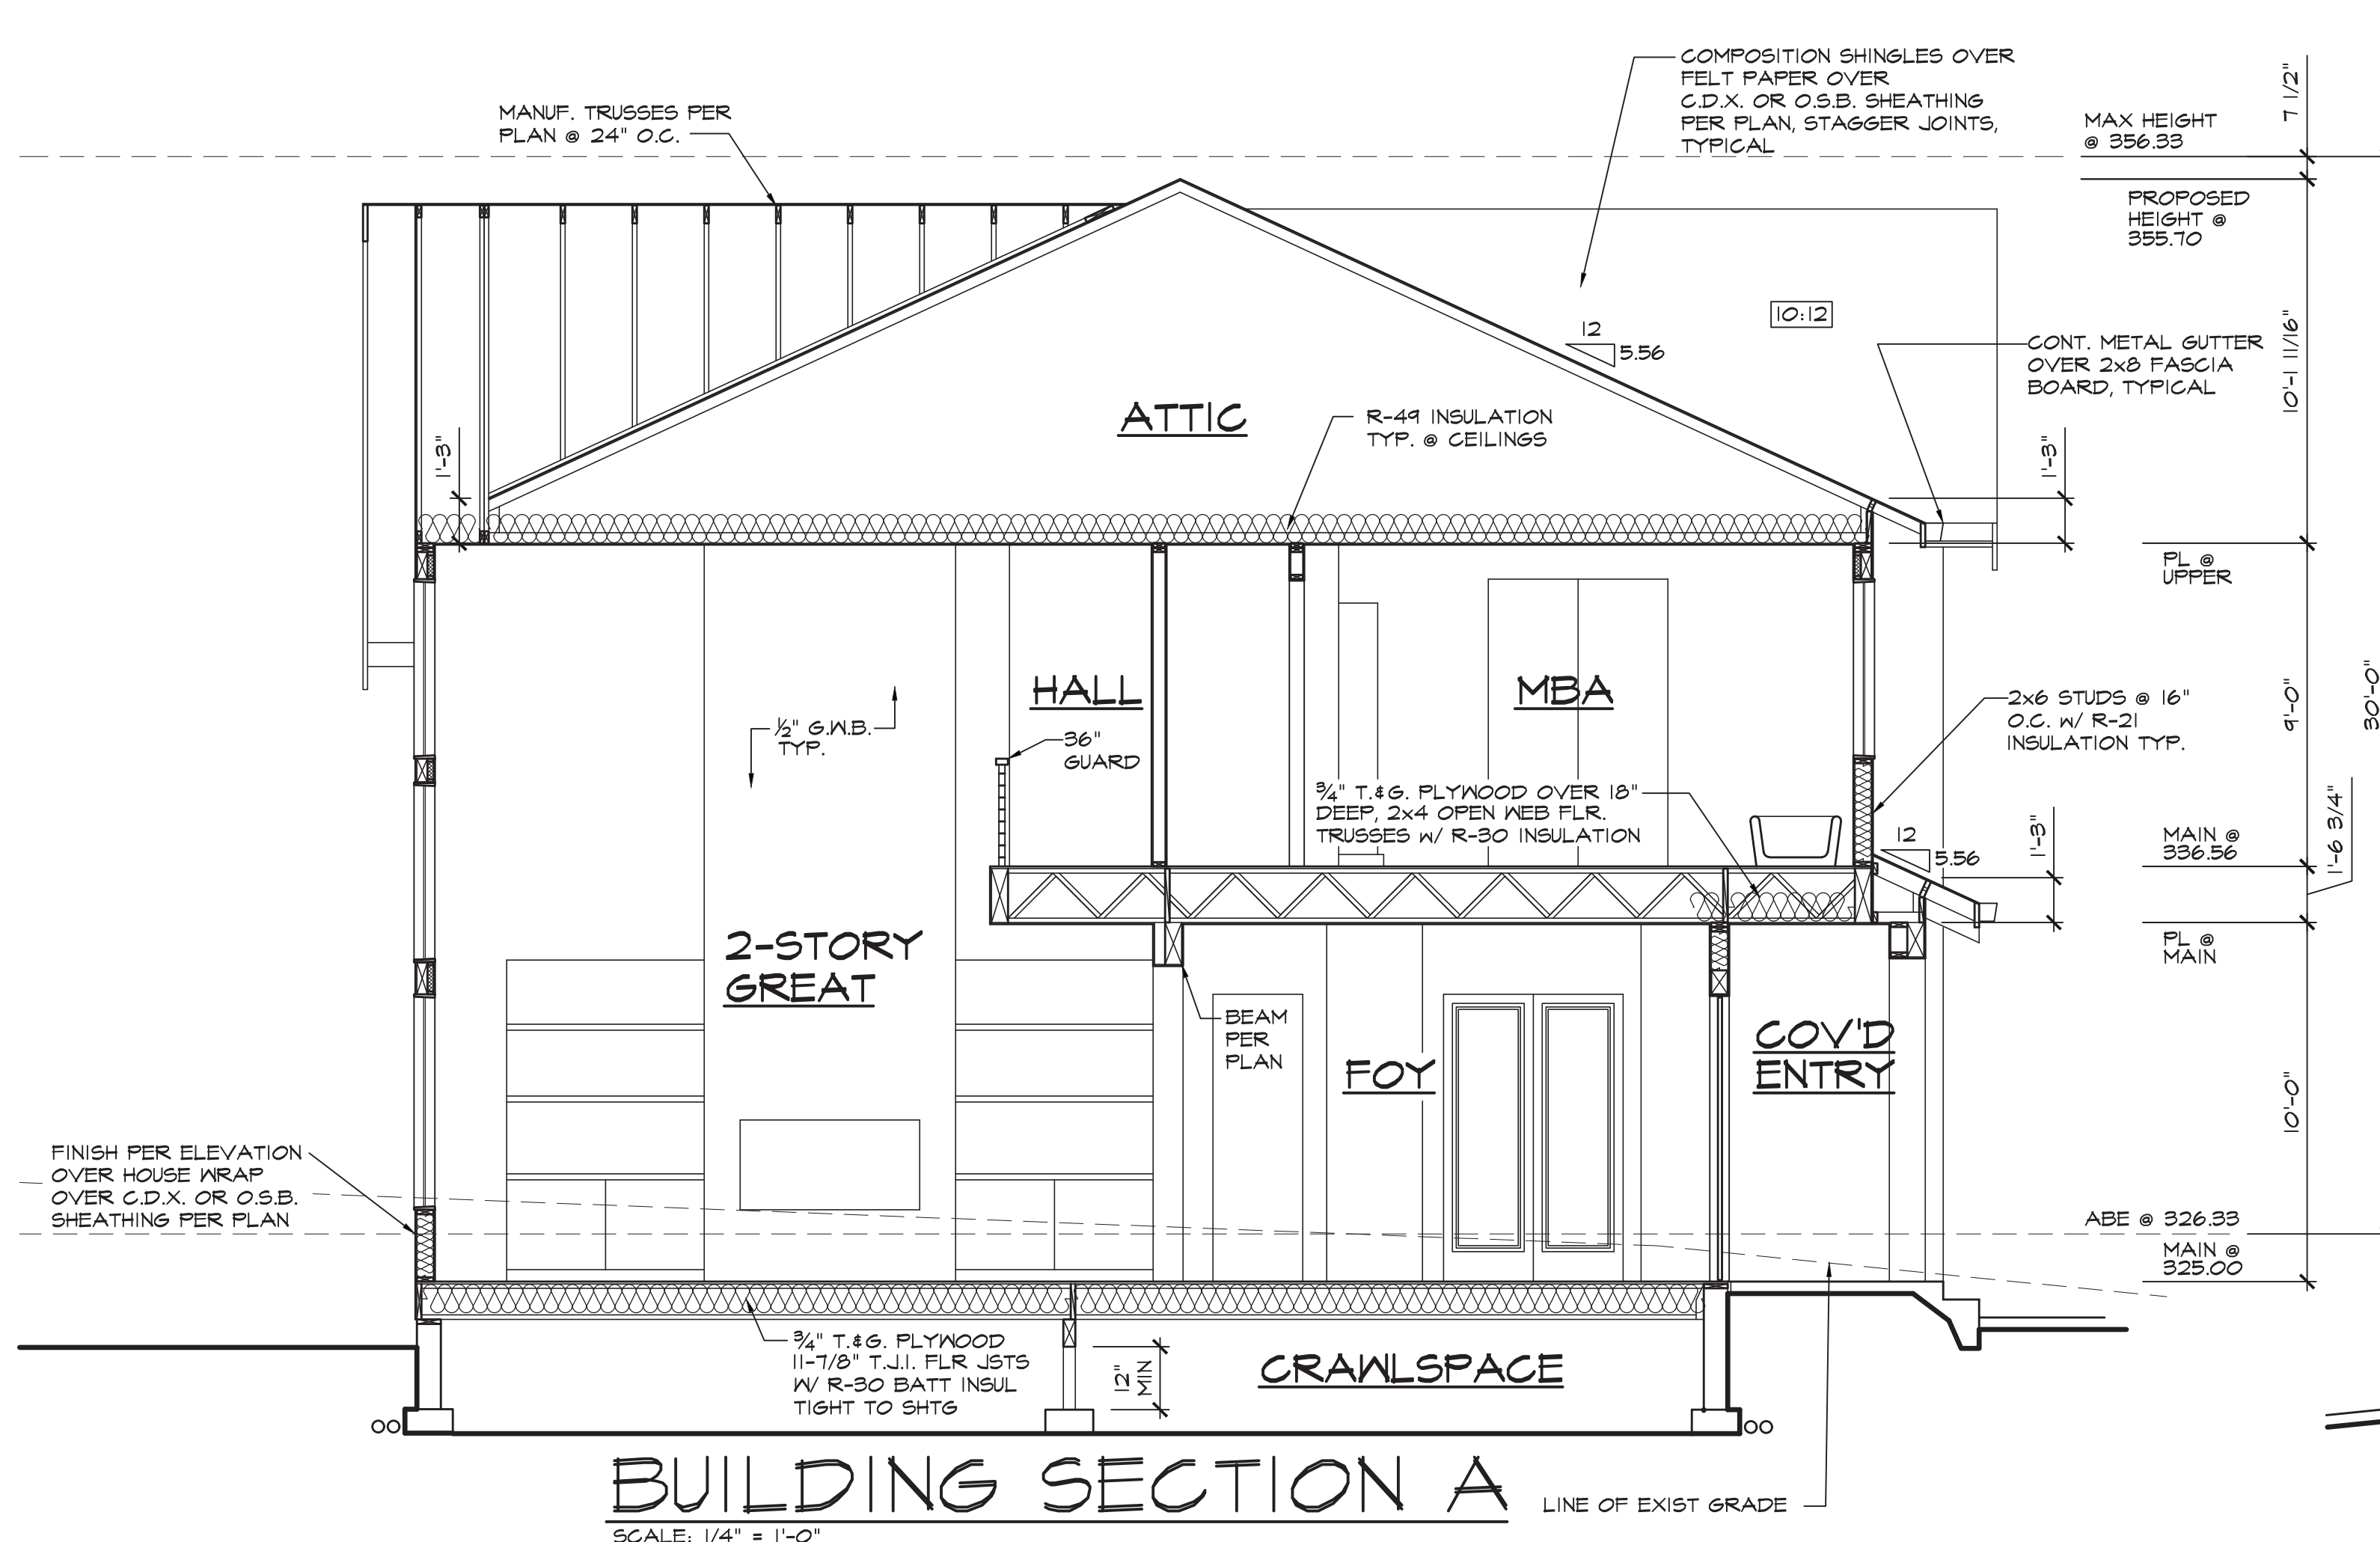 COMPOSITION SHINGLES OVER
FELT PAPER OVER
C.D.X. OR O.S.B. SHEATHING
PER PLAN, STAGGER JOINTS,
TYPICAL
7 1/2"
MANUF. TRUSSES PER
PLAN @ 24" O.C.
MAX HEIGHT
@ 356.33
PROPOSED
HEIGHT @
355.70
10:12
12
5.56
CONT. METAL GUTTER
OVER 2x8 FASCIA
BOARD, TYPICAL
10'-1 11/16"
ATTIC
R-49 INSULATION
TYP. @ CEILINGS
1'-3"
1'-3"
PL @
UPPER
HALL
MBA
½" G.W.B.
TYP.
36"
GUARD
2x6 STUDS @ 16"
O.C. W/ R-21
INSULATION TYP.
9'-0"
30'-0"
¾" T.&G. PLYWOOD OVER 18"
DEEP, 2x4 OPEN WEB FLR.
TRUSSES W/ R-30 INSULATION
12
5.56
1'-3"
MAIN @
336.56
1'-6 3/4"
PL @
MAIN
2-STORY
GREAT
BEAM
PER
PLAN
FOY
COV'D
ENTRY
10'-0"
FINISH PER ELEVATION
OVER HOUSE WRAP
OVER C.D.X. OR O.S.B.
SHEATHING PER PLAN
ABE @ 326.33
MAIN @
325.00
¾" T.&G. PLYWOOD
11-7/8" T.J.I. FLR JSTS
W/ R-30 BATT INSUL
TIGHT TO SHTG
12"
MIN
CRAWLSPACE
BUILDING SECTION A
LINE OF EXIST GRADE
SCALE: 1/4" = 1'-0"